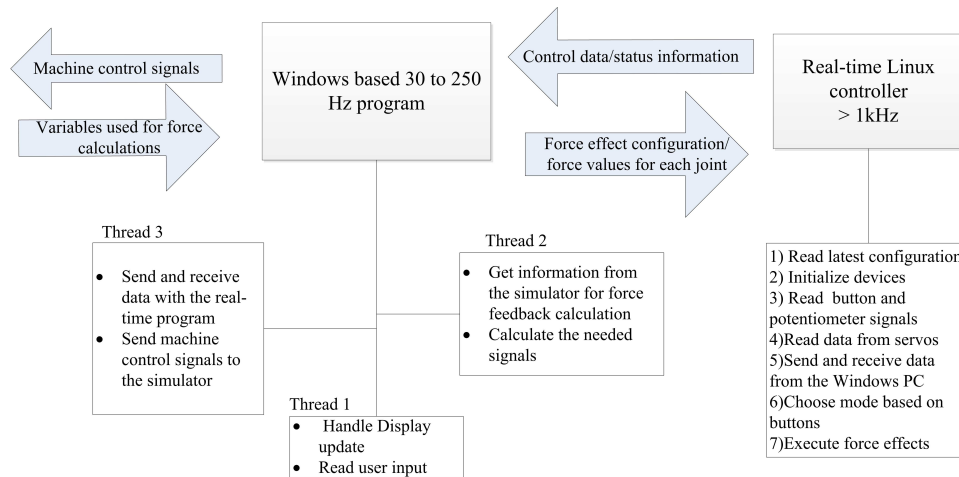 Machine control signals
Variables used for force
calculations
Windows based 30 to 250
Hz program
Control data/status information
Force effect configuration/
force values for each joint
Real-time Linux
controller
> 1kHz
Thread 3
• Send and receive
data with the real-
time program
• Send machine
control signals to
the simulator
Thread 2
• Get information from
the simulator for force
feedback calculation
• Calculate the needed
signals
Thread 1
• Handle Display
update
• Read user input
1) Read latest configuration
2) Initialize devices
3) Read button and
potentiometer signals
4)Read data from servos
5)Send and receive data
from the Windows PC
6)Choose mode based on
buttons
7)Execute force effects